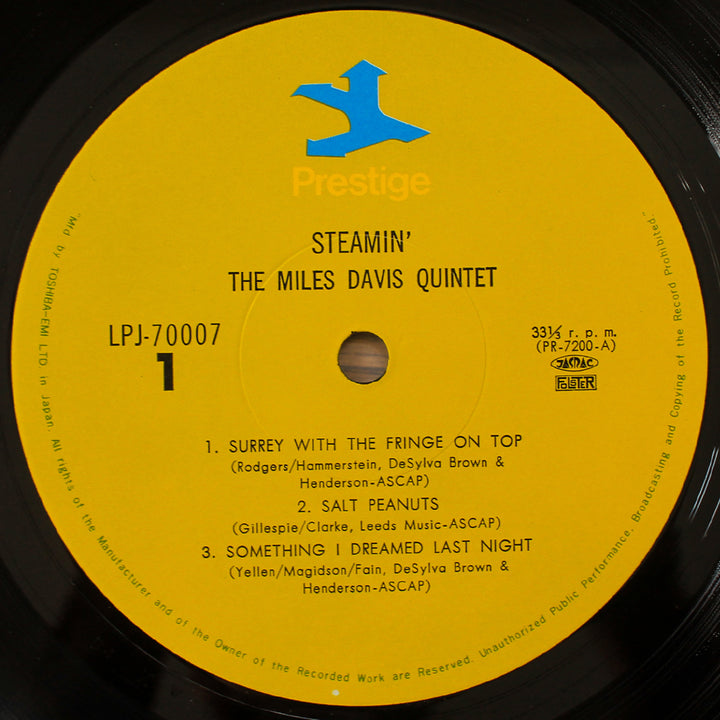 Prestige
STEAMIN'
THE MILES DAVIS QUINTET
LPJ-70007
1
33⅓ r. p. m.
(PR-7200-A)
JASRAC
FOLSTER
1. SURREY WITH THE FRINGE ON TOP
(Rodgers/Hammerstein, DeSylva Brown &
Henderson-ASCAP)
2. SALT PEANUTS
(Gillespie/Clarke, Leeds Music-ASCAP)
3. SOMETHING I DREAMED LAST NIGHT
(Yellen/Magidson/Fain, DeSylva Brown &
Henderson-ASCAP)
"Mfd by TOSHIBA-EMI LTD in Japan. All rights of the Manufacturer and of the Owner of the Recorded Work are Reserved. Unauthorized Public Performance, Broadcasting and Copying of the Record Prohibited."